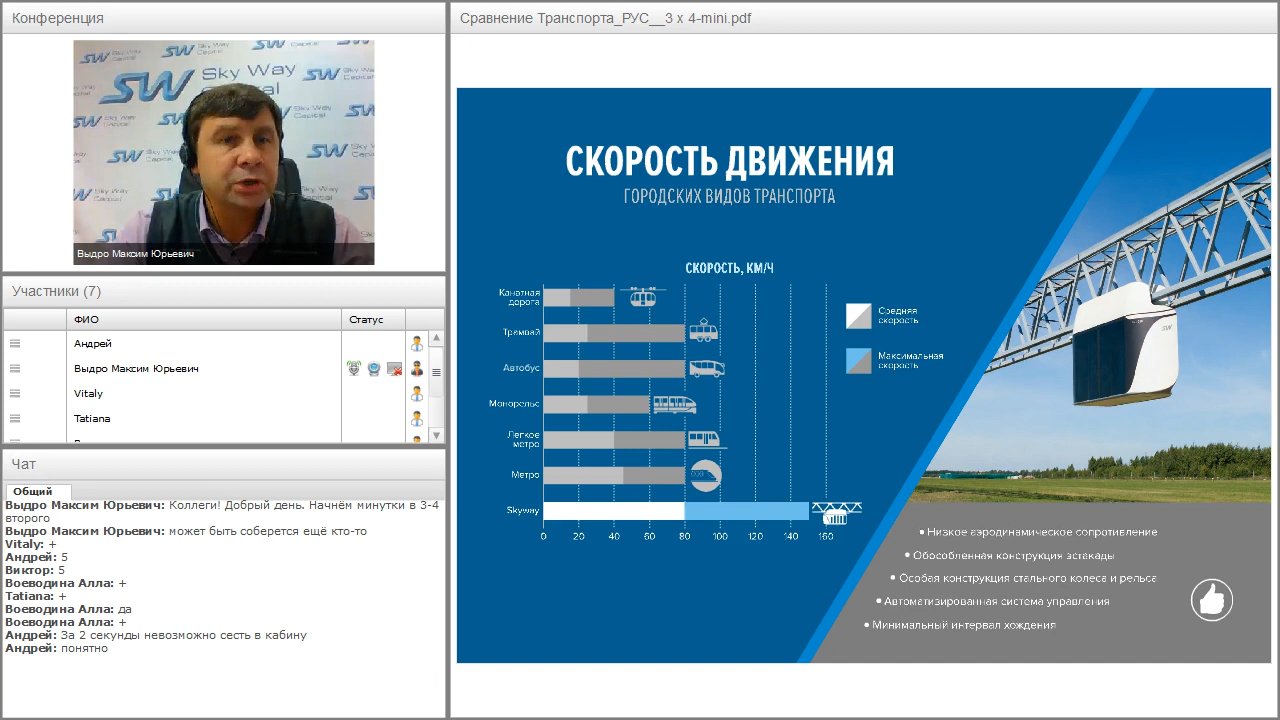 Конференция
SW Sky Way Capital
Выдро Максим Юрьевич
Участники (7)
ФИО
Статус
Андрей
Выдро Максим Юрьевич
Vitaly
Tatiana
Чат
Общий
Выдро Максим Юрьевич: Коллеги! Добрый день. Начнём минутки в 3-4
второго
Выдро Максим Юрьевич: может быть соберется ещё кто-то
Vitaly: +
Андрей: 5
Виктор: 5
Воеводина Алла: +
Tatiana: +
Воеводина Алла: да
Воеводина Алла: +
Андрей: За 2 секунды невозможно сесть в кабину
Андрей: понятно
Сравнение Транспорта_РУС__3 х 4-mini.pdf
СКОРОСТЬ ДВИЖЕНИЯ
ГОРОДСКИХ ВИДОВ ТРАНСПОРТА
СКОРОСТЬ, КМ/Ч
Канатная
дорога
Трамвай
Автобус
Монорельс
Легкое
метро
Метро
Skyway
0 20 40 60 80 100 120 140 160
Средняя
скорость
Максимальная
скорость
• Низкое аэродинамическое сопротивление
• Обособленная конструкция эстакады
• Особая конструкция стального колеса и рельса
• Автоматизированная система управления
• Минимальный интервал хождения